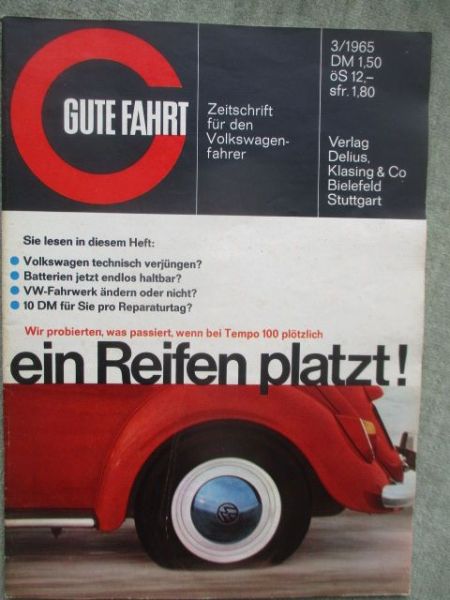 GUTE FAHRT
Zeitschrift
für den
Volkswagen-
fahrer
3/1965
DM 1,50
öS 12,–
sfr. 1,80
Verlag
Delius,
Klasing & Co
Bielefeld
Stuttgart
Sie lesen in diesem Heft:
Volkswagen technisch verjüngen?
Batterien jetzt endlos haltbar?
VW-Fahrwerk ändern oder nicht?
10 DM für Sie pro Reparaturtag?
Wir probierten, was passiert, wenn bei Tempo 100 plötzlich
ein Reifen platzt!